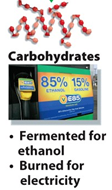 Carbohydrates
85% 15%
ETHANOL GASOLINE
E85
• Fermented for
ethanol
• Burned for
electricity